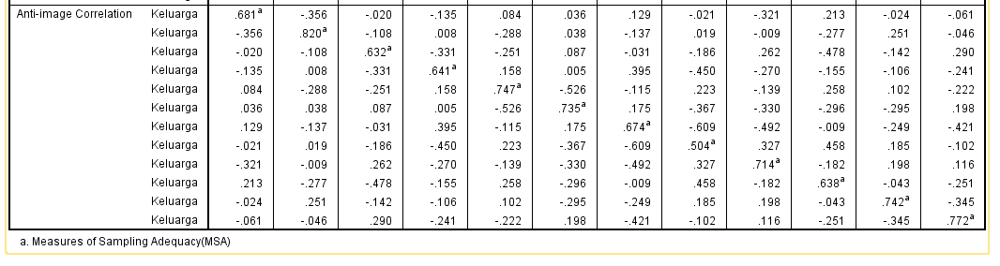 Anti-image Correlation Keluarga .681a -.356 -.020 -.135 .084 .036 .129 -.021 -.321 .213 -.024 -.061
Keluarga -.356 .820a -.108 .008 -.288 .038 -.137 .019 -.009 -.277 .251 -.046
Keluarga -.020 -.108 .632a -.331 -.251 .087 -.031 -.186 .262 -.478 -.142 .290
Keluarga -.135 .008 -.331 .641a .158 .005 .395 -.450 -.270 -.155 -.106 -.241
Keluarga .084 -.288 -.251 .158 .747a -.526 -.115 .223 -.139 .258 .102 -.222
Keluarga .036 .038 .087 .005 -.526 .735a .175 -.367 -.330 -.296 -.295 .198
Keluarga .129 -.137 -.031 .395 -.115 .175 .674a -.609 -.492 -.009 -.249 -.421
Keluarga -.021 .019 -.186 -.450 .223 -.367 -.609 .504a .327 .458 .185 -.102
Keluarga -.321 -.009 .262 -.270 -.139 -.330 -.492 .327 .714a -.182 .198 .116
Keluarga .213 -.277 -.478 -.155 .258 -.296 -.009 .458 -.182 .638a -.043 -.251
Keluarga -.024 .251 -.142 -.106 .102 -.295 -.249 .185 .198 -.043 .742a -.345
Keluarga -.061 -.046 .290 -.241 -.222 .198 -.421 -.102 .116 -.251 -.345 .772a
a. Measures of Sampling Adequacy(MSA)